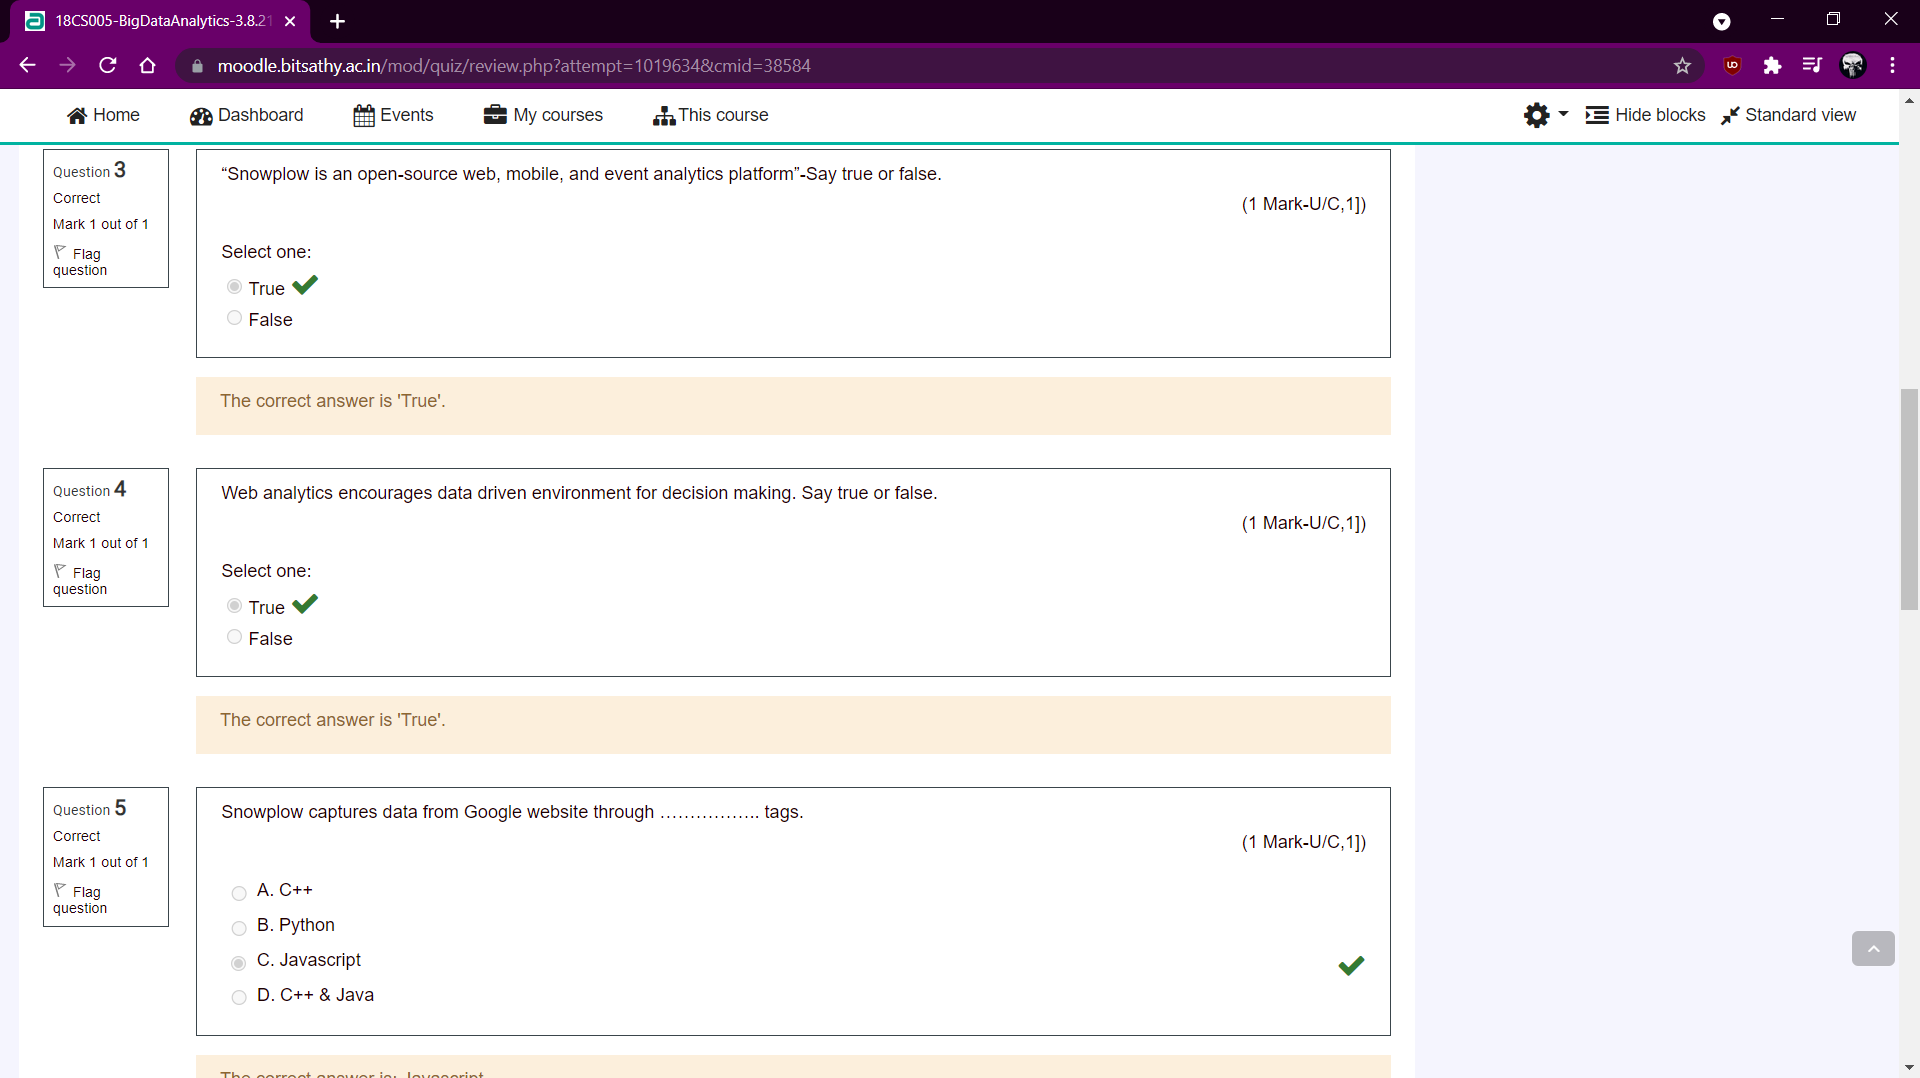 18CS005-BigDataAnalytics-3.8.21
moodle.bitsathy.ac.in/mod/quiz/review.php?attempt=1019634&cmid=38584
Home Dashboard Events My courses This course Hide blocks Standard view
Question 3
Correct
Mark 1 out of 1
Flag
question
“Snowplow is an open-source web, mobile, and event analytics platform”-Say true or false.
(1 Mark-U/C,1])
Select one:
True
False
The correct answer is 'True'.
Question 4
Correct
Mark 1 out of 1
Flag
question
Web analytics encourages data driven environment for decision making. Say true or false.
(1 Mark-U/C,1])
Select one:
True
False
The correct answer is 'True'.
Question 5
Correct
Mark 1 out of 1
Flag
question
Snowplow captures data from Google website through …………….. tags.
(1 Mark-U/C,1])
A. C++
B. Python
C. Javascript
D. C++ & Java
The correct answer is: Javascript